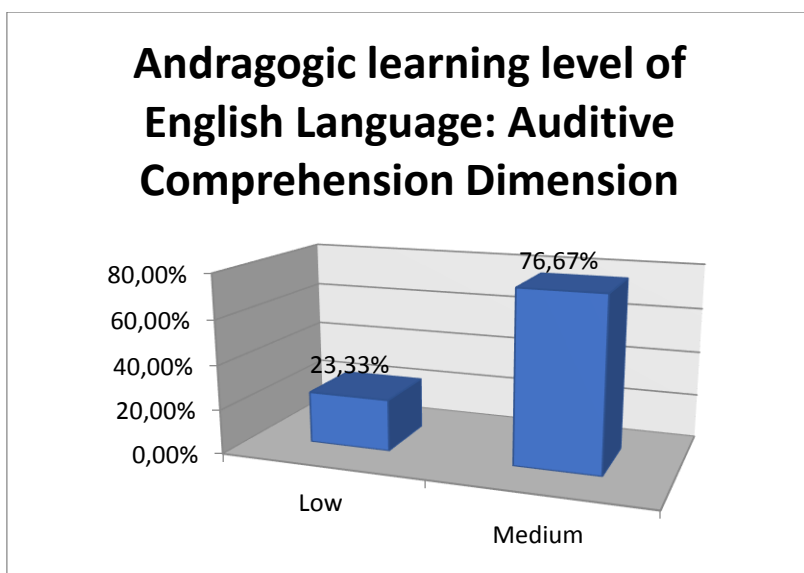 Andragogic learning level of
English Language: Auditive
Comprehension Dimension
76,67%
80,00%
60,00%
23,33%
40,00%
20,00%
0,00%
Low
Medium